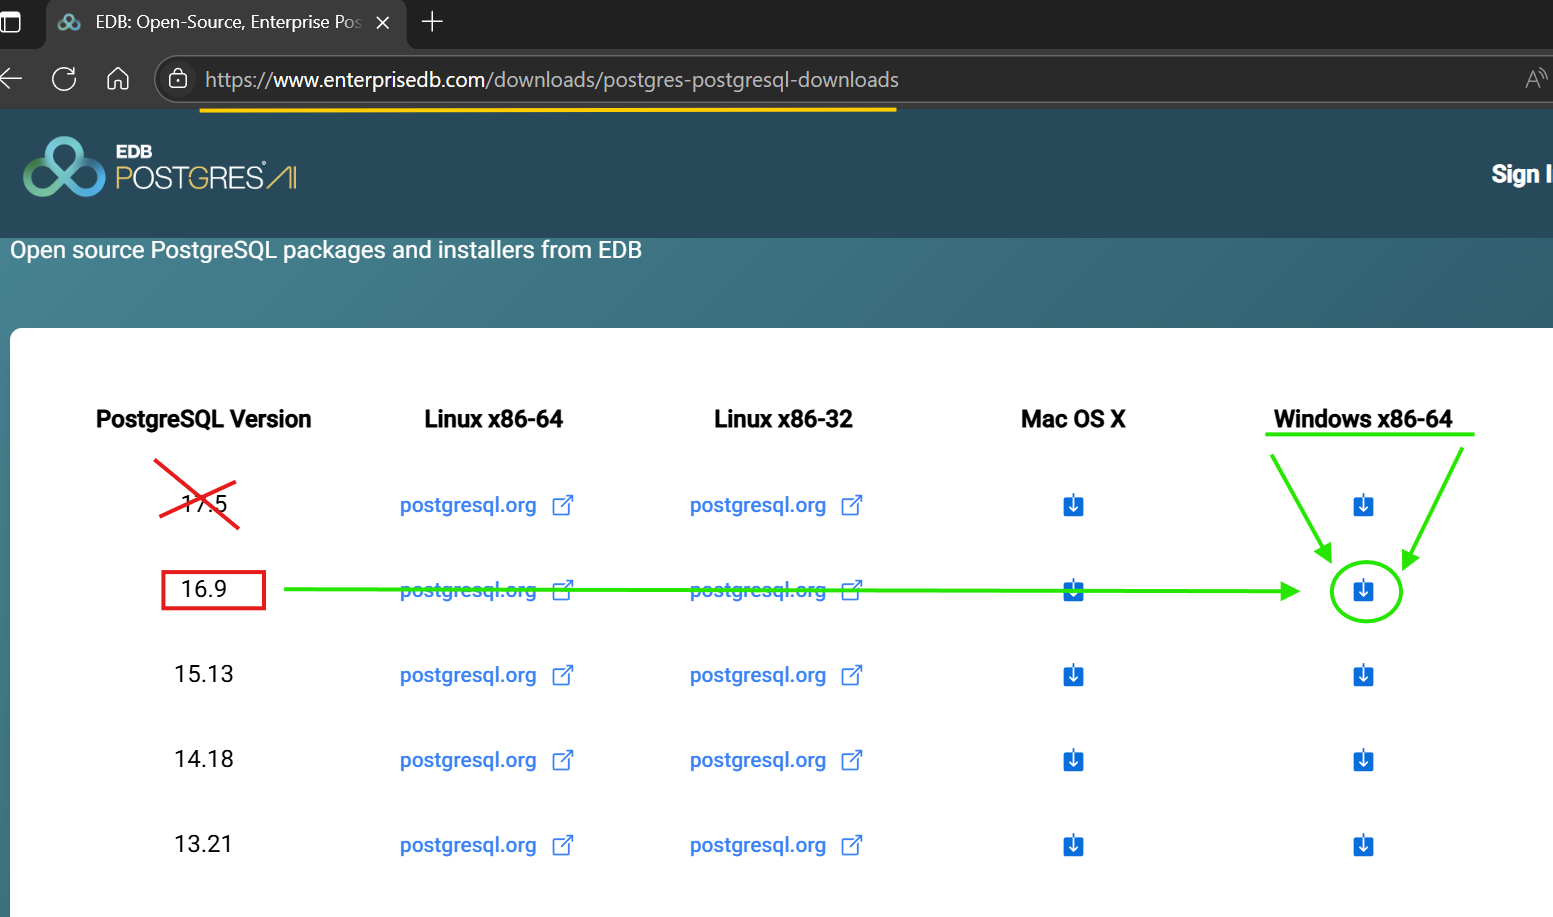 EDB: Open-Source, Enterprise Pos
https://www.enterprisedb.com/downloads/postgres-postgresql-downloads
EDB
POSTGRES® AI
Sign I
Open source PostgreSQL packages and installers from EDB
PostgreSQL Version Linux x86-64 Linux x86-32 Mac OS X Windows x86-64
17.5 postgresql.org postgresql.org
16.9 postgresql.org postgresql.org
15.13 postgresql.org postgresql.org
14.18 postgresql.org postgresql.org
13.21 postgresql.org postgresql.org